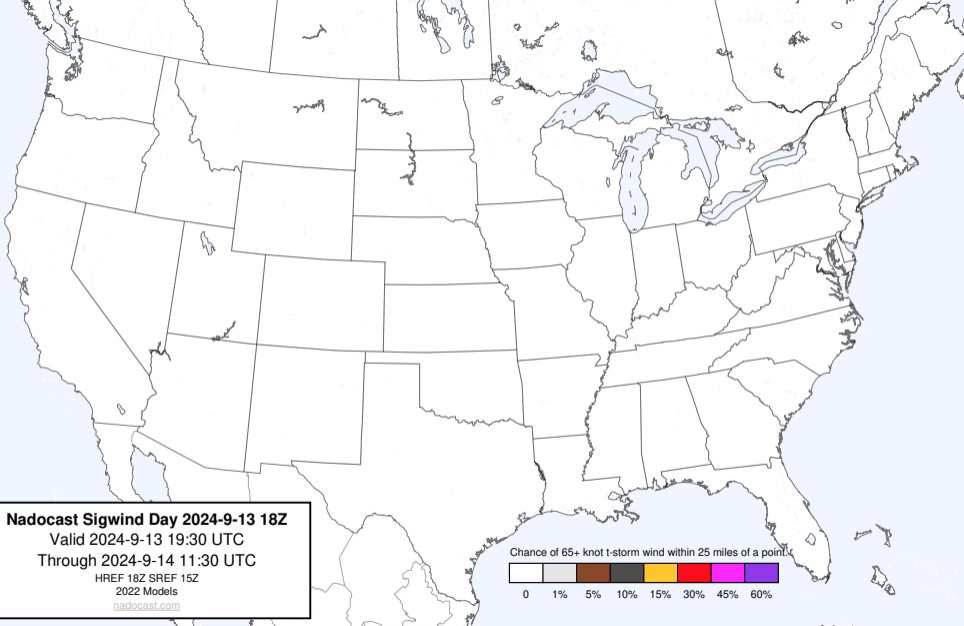 Nadocast Sigwind Day 2024-9-13 18Z
Valid 2024-9-13 19:30 UTC
Through 2024-9-14 11:30 UTC
HREF 18Z SREF 15Z
2022 Models
nadocast.com
Chance of 65+ knot t-storm wind within 25 miles of a point.
0 1% 5% 10% 15% 30% 45% 60%